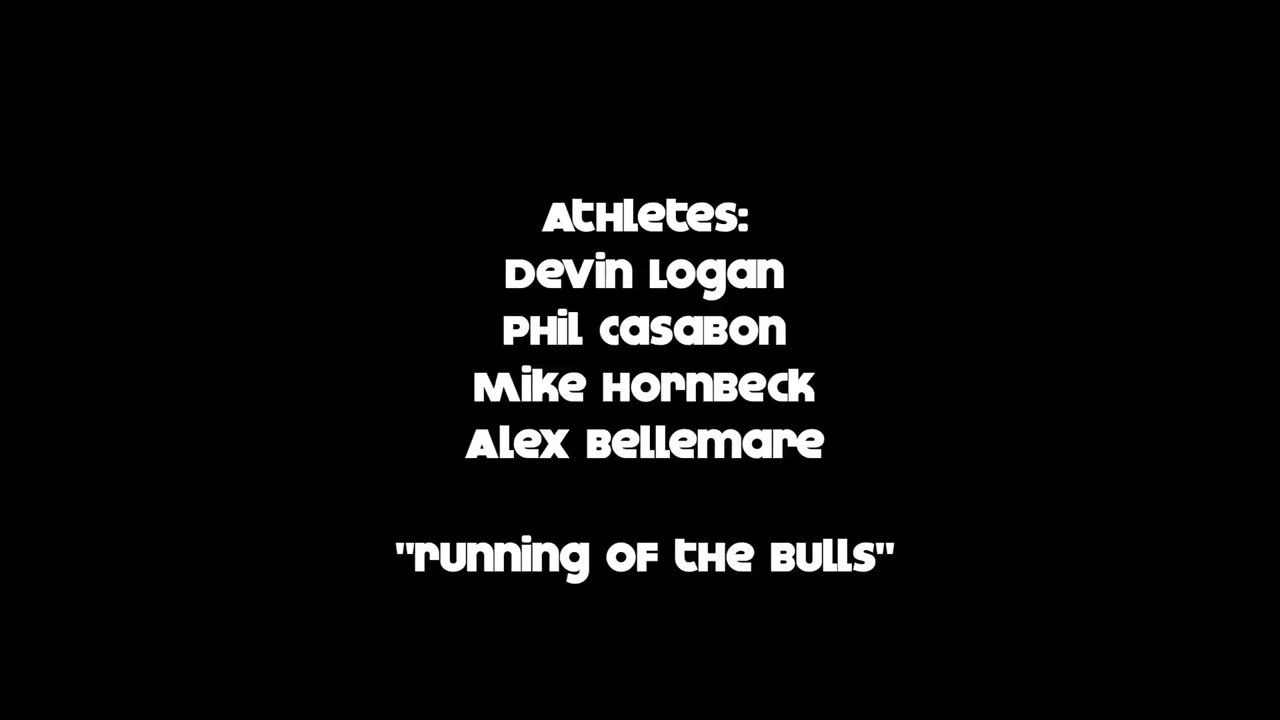 Athletes:
Devin Logan
Phil Casabon
Mike Hornbeck
Alex Bellemare
"running of the Bulls"